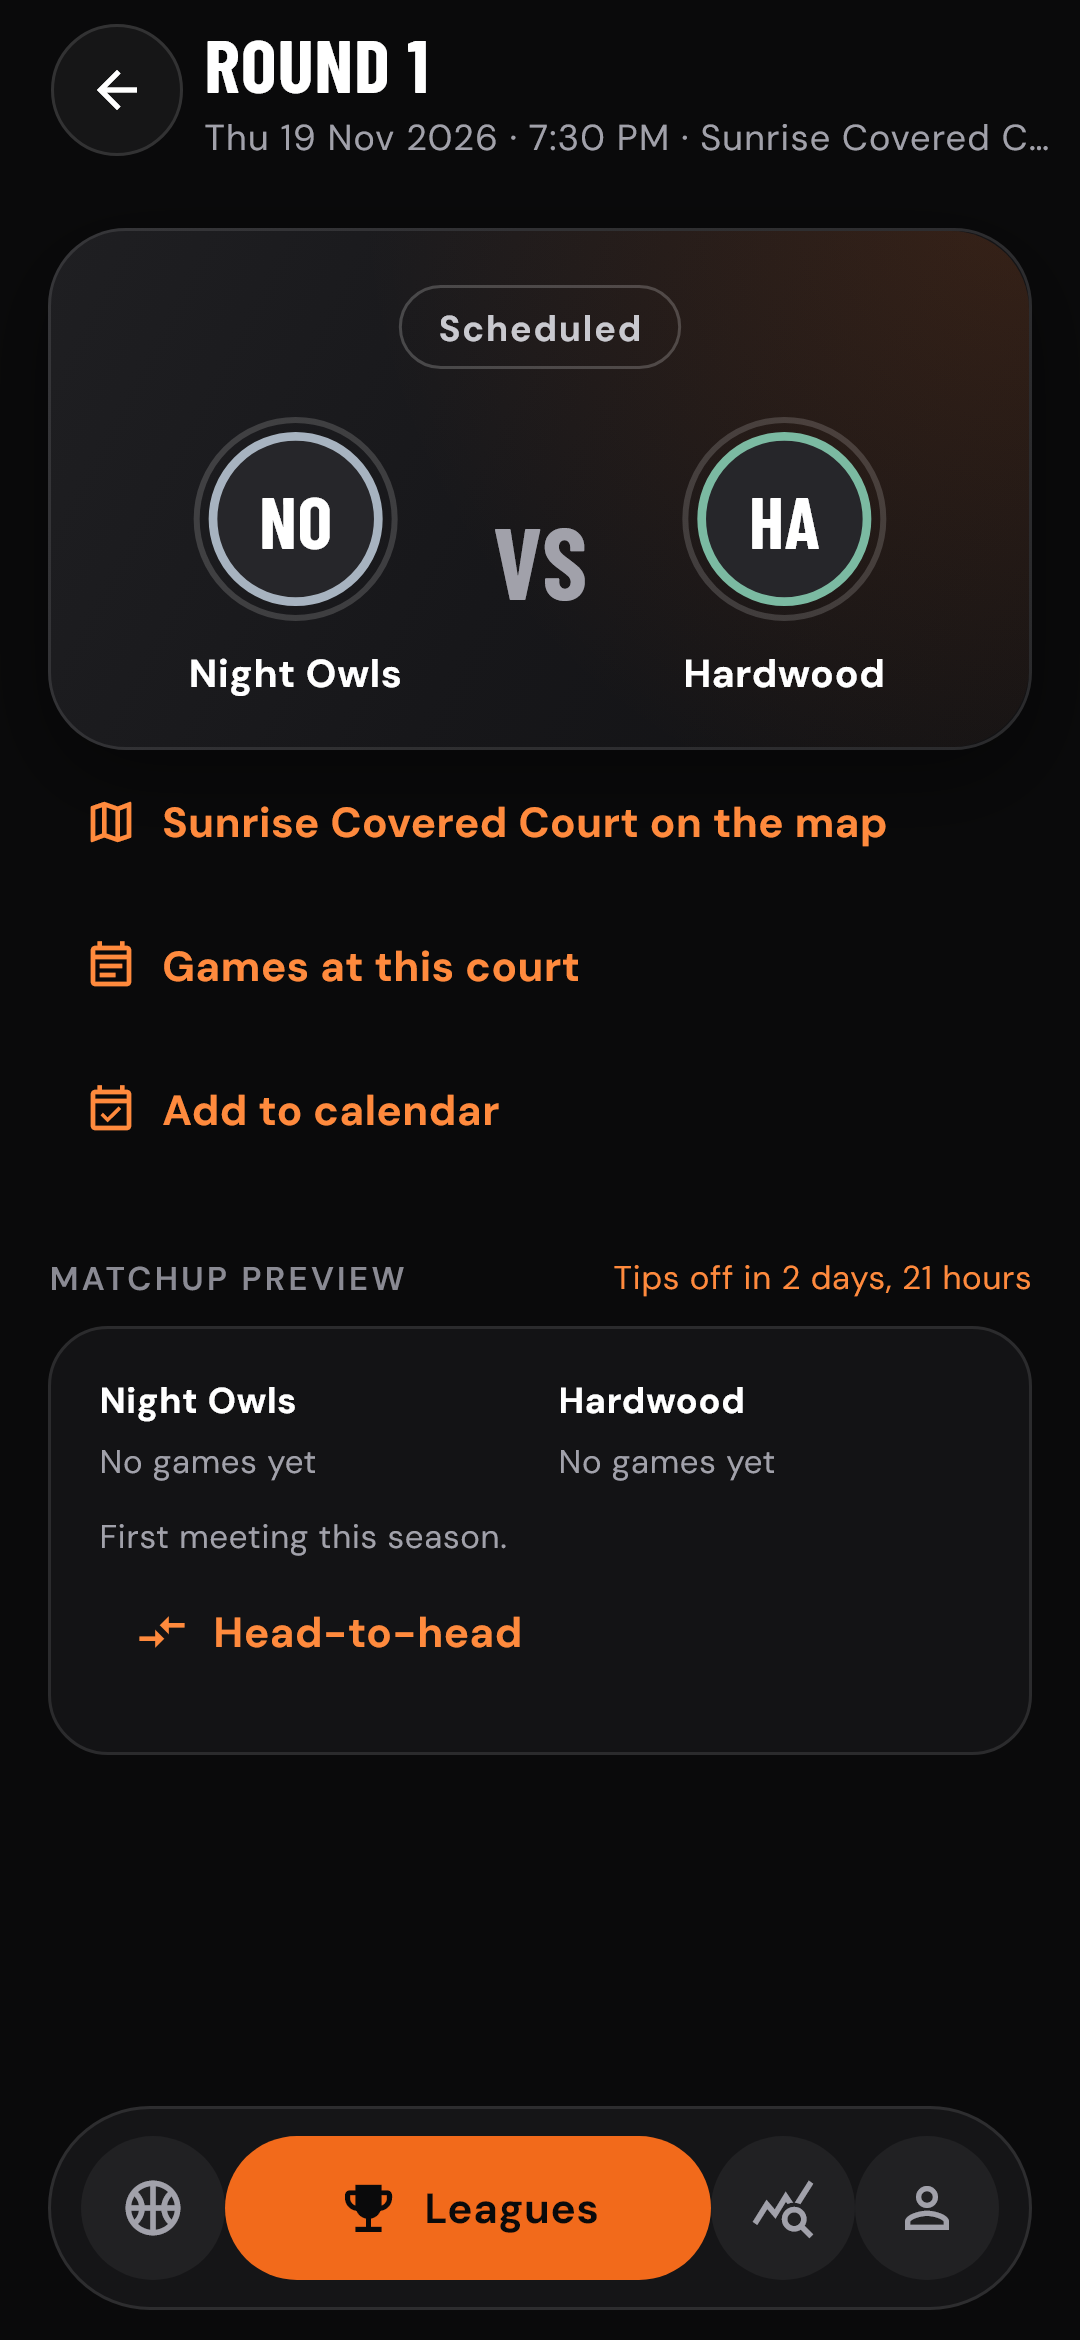 ROUND 1
Thu 19 Nov 2026 · 7:30 PM · Sunrise Covered C...
Scheduled
NO
HA
VS
Night Owls
Hardwood
Sunrise Covered Court on the map
Games at this court
Add to calendar
MATCHUP PREVIEW
Tips off in 2 days, 21 hours
Night Owls
Hardwood
No games yet
No games yet
First meeting this season.
Head-to-head
Leagues